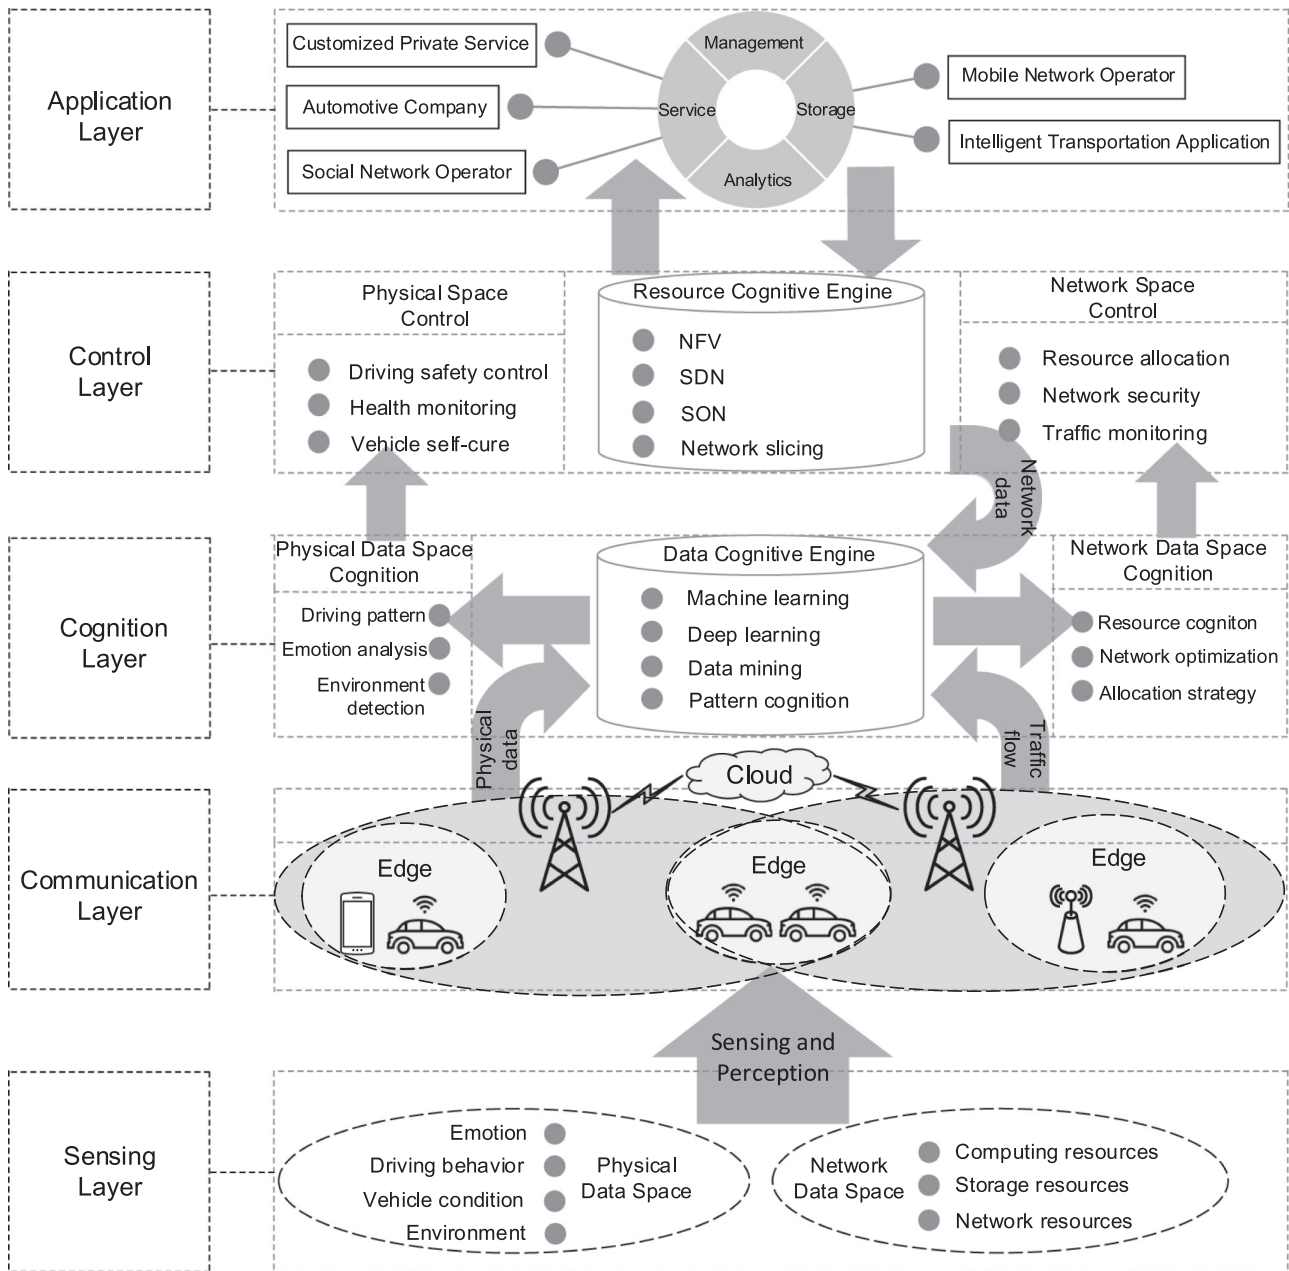 Application
Layer
Customized Private Service
Automotive Company
Social Network Operator
Management
Service
Storage
Analytics
Mobile Network Operator
Intelligent Transportation Application
Control
Layer
Physical Space
Control
Driving safety control
Health monitoring
Vehicle self-cure
Resource Cognitive Engine
NFV
SDN
SON
Network slicing
Network Space
Control
Resource allocation
Network security
Traffic monitoring
Network
data
Cognition
Layer
Physical Data Space
Cognition
Driving pattern
Emotion analysis
Environment
detection
Data Cognitive Engine
Machine learning
Deep learning
Data mining
Pattern cognition
Network Data Space
Cognition
Resource cogniton
Network optimization
Allocation strategy
Physical
data
Traffic
flow
Communication
Layer
Cloud
Edge
Edge
Edge
Sensing and
Perception
Sensing
Layer
Emotion
Driving behavior
Vehicle condition
Environment
Physical
Data Space
Network
Data Space
Computing resources
Storage resources
Network resources